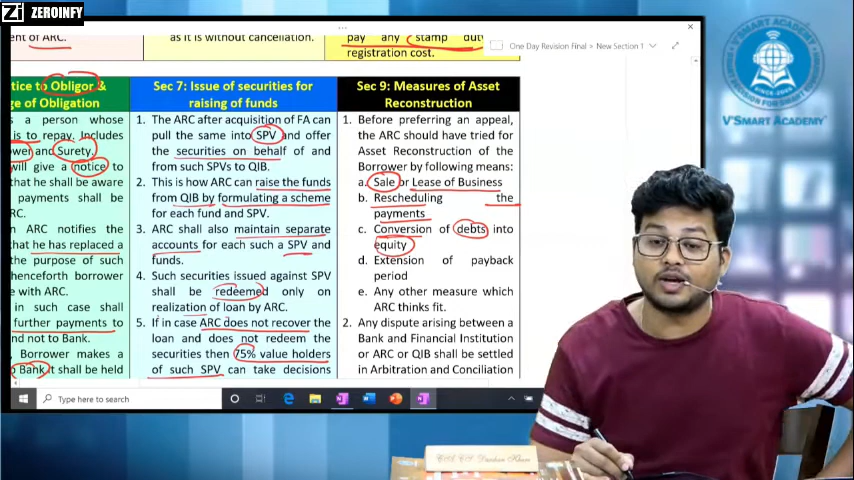 ZEROINFY
ent of ARC.
as it is without cancellation.
pay any stamp dut
registration cost.
One Day Revision Final > New Section 1
V'SMART ACADEMY
SINCE-2006
V'SMART ACADEMY
tice to Obligor &
ge of Obligation
s a person whose
is to repay. Includes
ower and Surety.
will give a notice to
that he shall be aware
payments shall be
RC.
n ARC notifies the
that he has replaced a
the purpose of such
henceforth borrower
e with ARC.
in such case shall
further payments to
nd not to Bank.
Borrower makes a
o Bank it shall be held
Sec 7: Issue of securities for
raising of funds
1. The ARC after acquisition of FA can
pull the same into SPV and offer
the securities on behalf of and
from such SPVs to QIB.
2. This is how ARC can raise the funds
from QIB by formulating a scheme
for each fund and SPV.
3. ARC shall also maintain separate
accounts for each such a SPV and
funds.
4. Such securities issued against SPV
shall be redeemed only on
realization of loan by ARC.
5. If in case ARC does not recover the
loan and does not redeem the
securities then 75% value holders
of such SPV can take decisions
Sec 9: Measures of Asset
Reconstruction
1. Before preferring an appeal,
the ARC should have tried for
Asset Reconstruction of the
Borrower by following means:
a. Sale or Lease of Business
b. Rescheduling the
payments
c. Conversion of debts into
equity
d. Extension of payback
period
e. Any other measure which
ARC thinks fit.
2. Any dispute arising between a
Bank and Financial Institution
or ARC or QIB shall be settled
in Arbitration and Conciliation
Type here to search
CA. CS. Darshan Khare